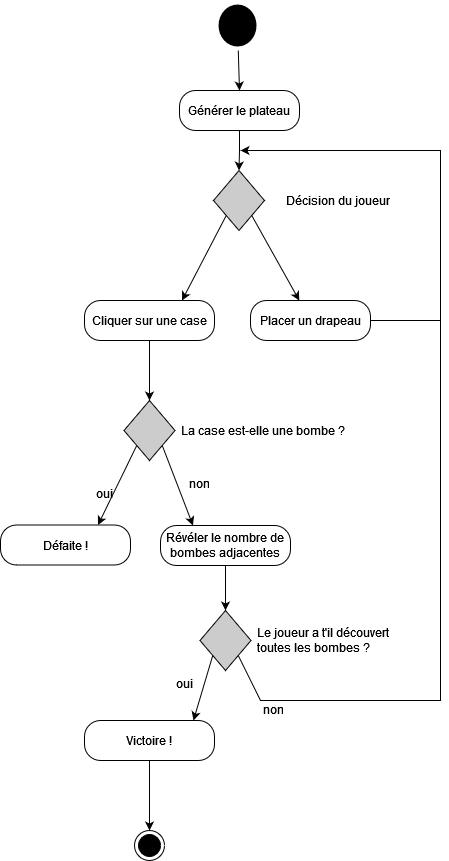 Générer le plateau
Décision du joueur
Cliquer sur une case
Placer un drapeau
La case est-elle une bombe ?
oui
non
Défaite !
Révéler le nombre de
bombes adjacentes
Le joueur a t'il découvert
toutes les bombes ?
oui
non
Victoire !